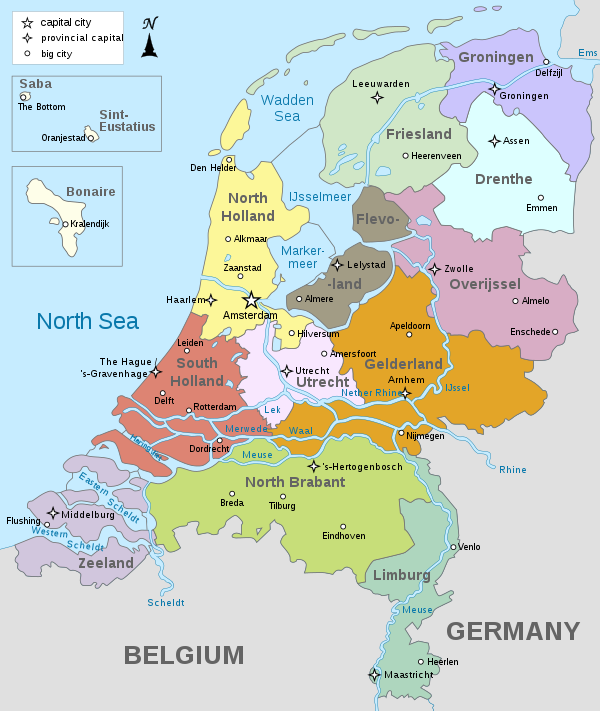 capital city
provincial capital
big city
N
Saba
The Bottom
Sint-
Eustatius
Oranjestad
Bonaire
Kralendijk
Groningen
Ems
Delfzijl
Leeuwarden
Groningen
Wadden
Sea
Friesland
Assen
Heerenveen
Den Helder
Drenthe
North
Holland
IJsselmeer
Emmen
Flevo-
Alkmaar
Marker-
meer
Zaanstad
Lelystad
Zwolle
-land
Overijssel
Haarlem
Almere
Almelo
Amsterdam
North Sea
Apeldoorn
Enschede
Hilversum
Leiden
Amersfoort
The Hague/
's-Gravenhage
South
Holland
Utrecht
Utrecht
Gelderland
Arnhem
IJssel
Nether Rhine
Delft
Rotterdam
Lek
Merwede
Waal
Nijmegen
Haringvliet
Dordrecht
Meuse
Rhine
's-Hertogenbosch
Eastern Scheldt
North Brabant
Breda
Tilburg
Middelburg
Flushing
Western
Scheldt
Eindhoven
Venlo
Zeeland
Limburg
Scheldt
Meuse
GERMANY
BELGIUM
Heerlen
Maastricht